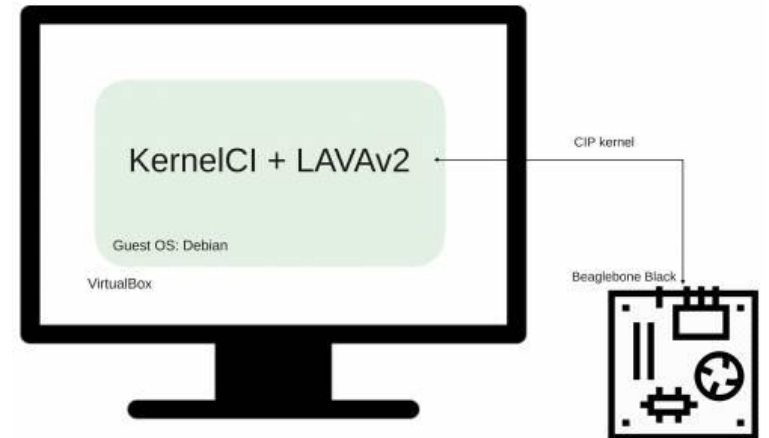 KernelCI + LAVAv2
Guest OS: Debian
VirtualBox
CIP kernel
Beaglebone Black